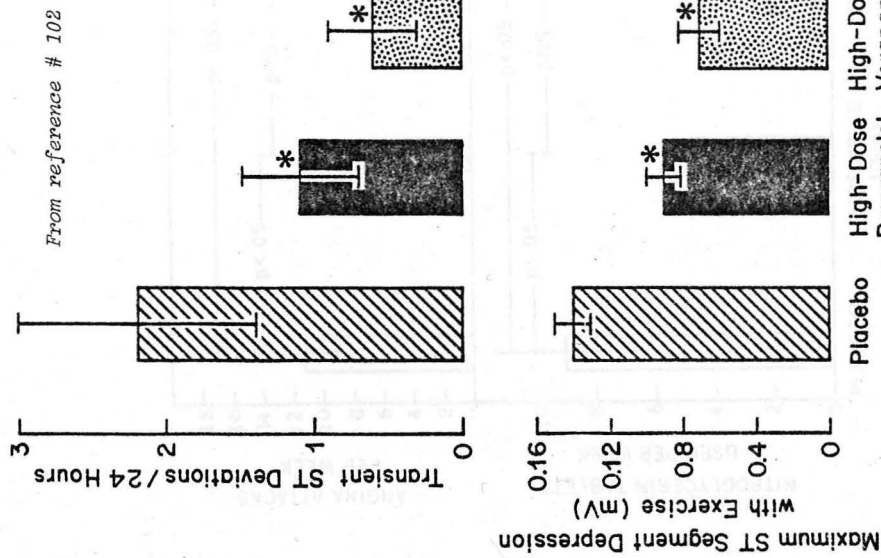 From reference # 102
Transient ST Deviations / 24 Hours
3
2
1
0
*
*
Maximum ST Segment Depression
with Exercise (mV)
0.16
0.12
0.8
0.4
0
*
*
Placebo
High-Dose
High-Do